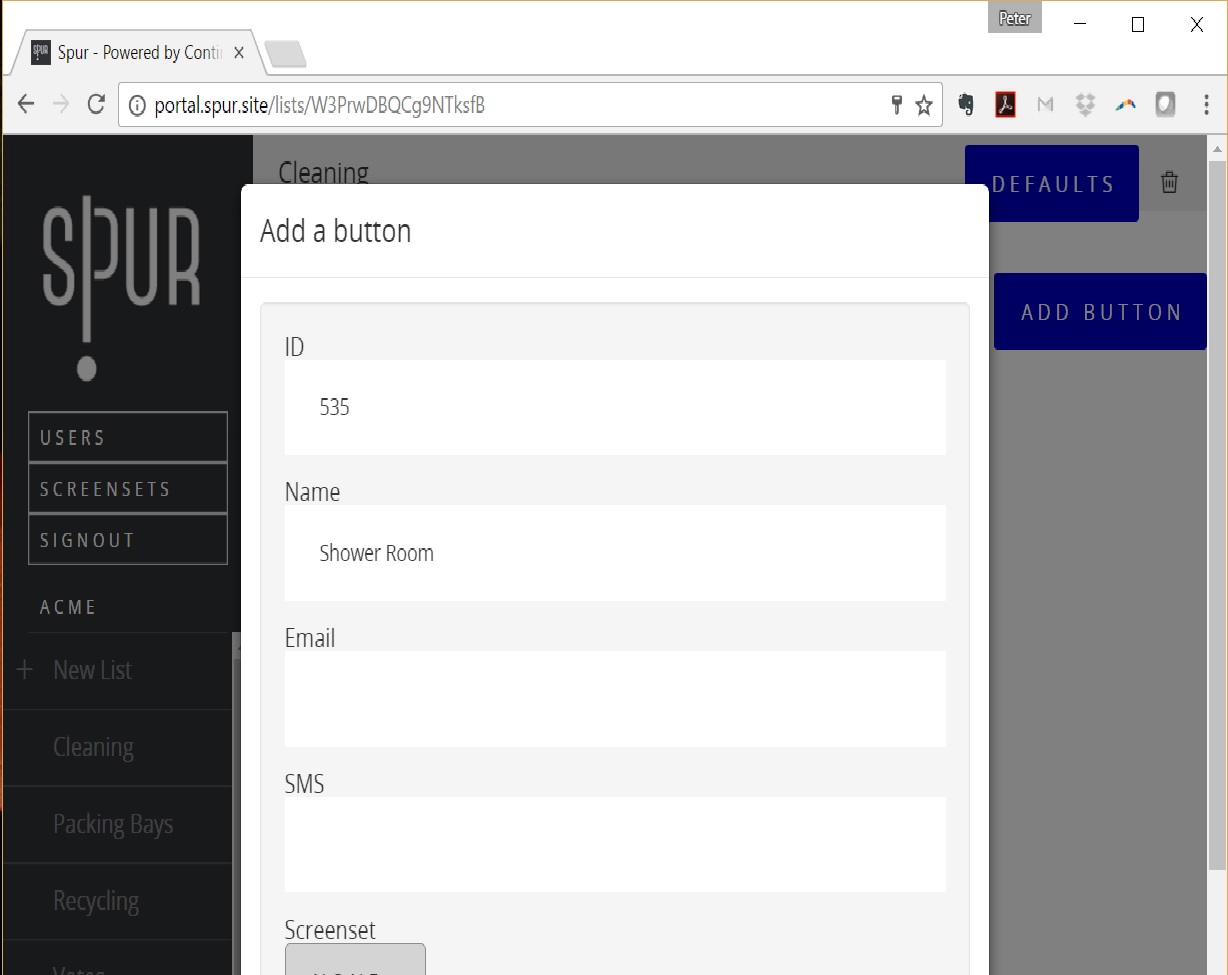 Peter
Spur - Powered by Conti
portal.spur.site/lists/W3PrwDBQCg9NTksfB
SPUR
USERS
SCREENSETS
SIGNOUT
ACME
+ New List
Cleaning
Packing Bays
Recycling
Cleaning
DEFAULTS
ADD BUTTON
Add a button
ID
535
Name
Shower Room
Email
SMS
Screenset